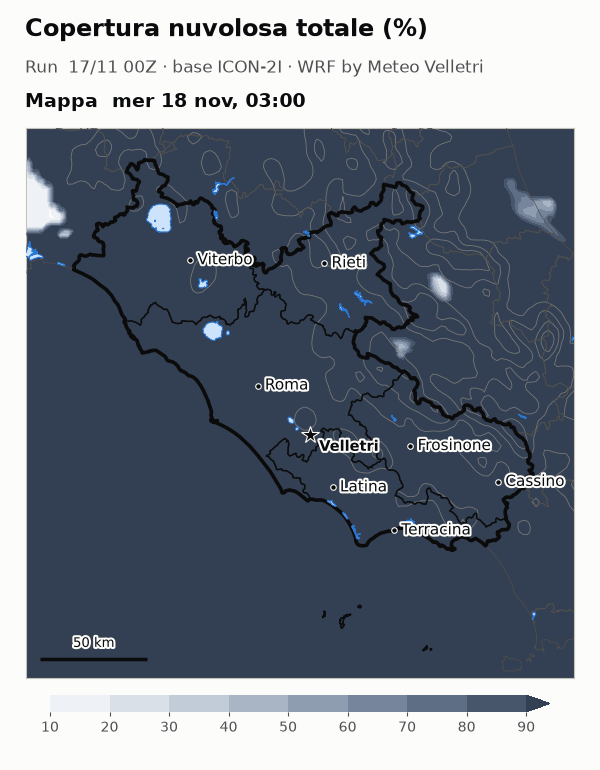 Copertura nuvolosa totale (%)
Run  17/11 00Z · base ICON-2I · WRF by Meteo Velletri
Mappa  mer 18 nov, 03:00
Viterbo
Rieti
Roma
Velletri
Frosinone
Cassino
Latina
Terracina
50 km
10 20 30 40 50 60 70 80 90